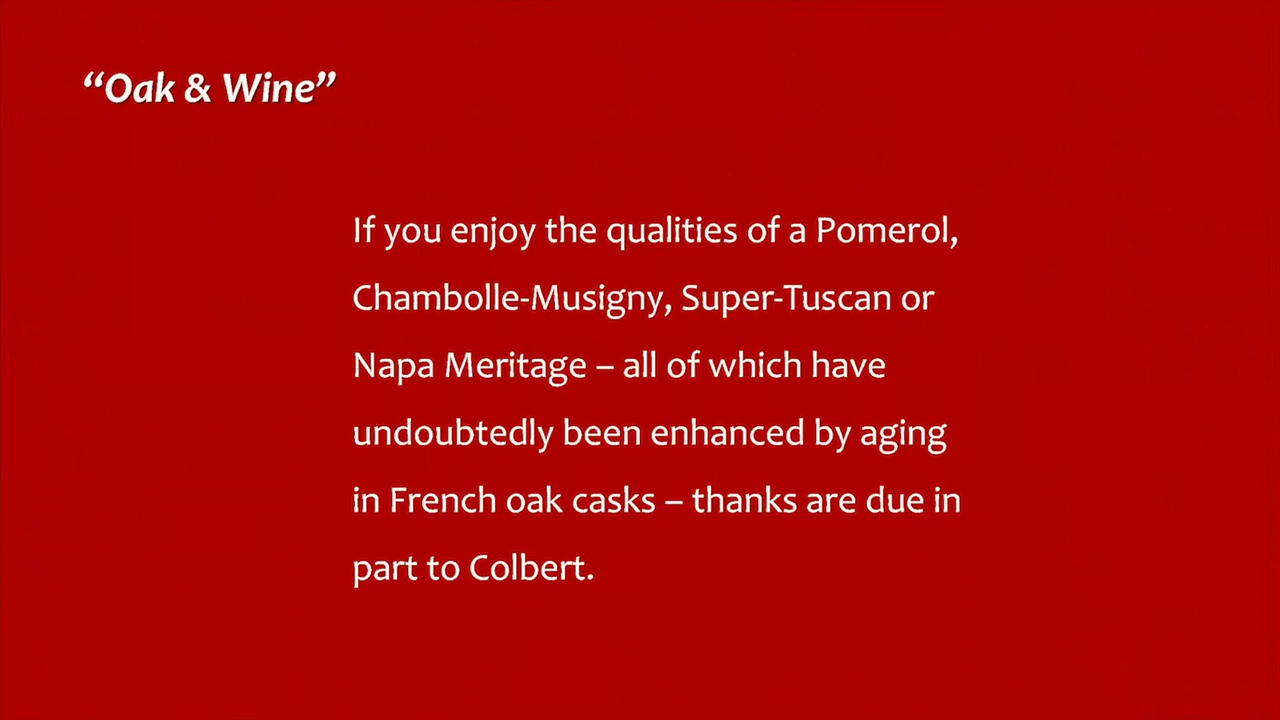 “Oak & Wine”
If you enjoy the qualities of a Pomerol,
Chambolle-Musigny, Super-Tuscan or
Napa Meritage – all of which have
undoubtedly been enhanced by aging
in French oak casks – thanks are due in
part to Colbert.